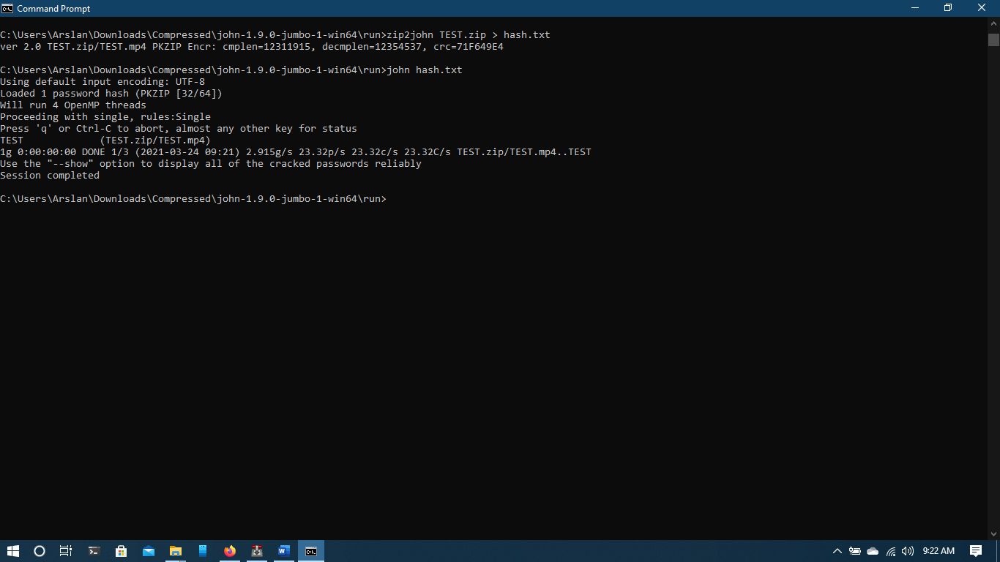 Command Prompt
C:\Users\Arslan\Downloads\Compressed\john-1.9.0-jumbo-1-win64\run>zip2john TEST.zip > hash.txt
ver 2.0 TEST.zip/TEST.mp4 PKZIP Encr: cmplen=12311915, decmplen=12354537, crc=71F649E4
C:\Users\Arslan\Downloads\Compressed\john-1.9.0-jumbo-1-win64\run>john hash.txt
Using default input encoding: UTF-8
Loaded 1 password hash (PKZIP [32/64])
Will run 4 OpenMP threads
Proceeding with single, rules:Single
Press 'q' or Ctrl-C to abort, almost any other key for status
TEST             (TEST.zip/TEST.mp4)
1g 0:00:00:00 DONE 1/3 (2021-03-24 09:21) 2.915g/s 23.32p/s 23.32c/s 23.32C/s TEST.zip/TEST.mp4..TEST
Use the "--show" option to display all of the cracked passwords reliably
Session completed
C:\Users\Arslan\Downloads\Compressed\john-1.9.0-jumbo-1-win64\run>
9:22 AM